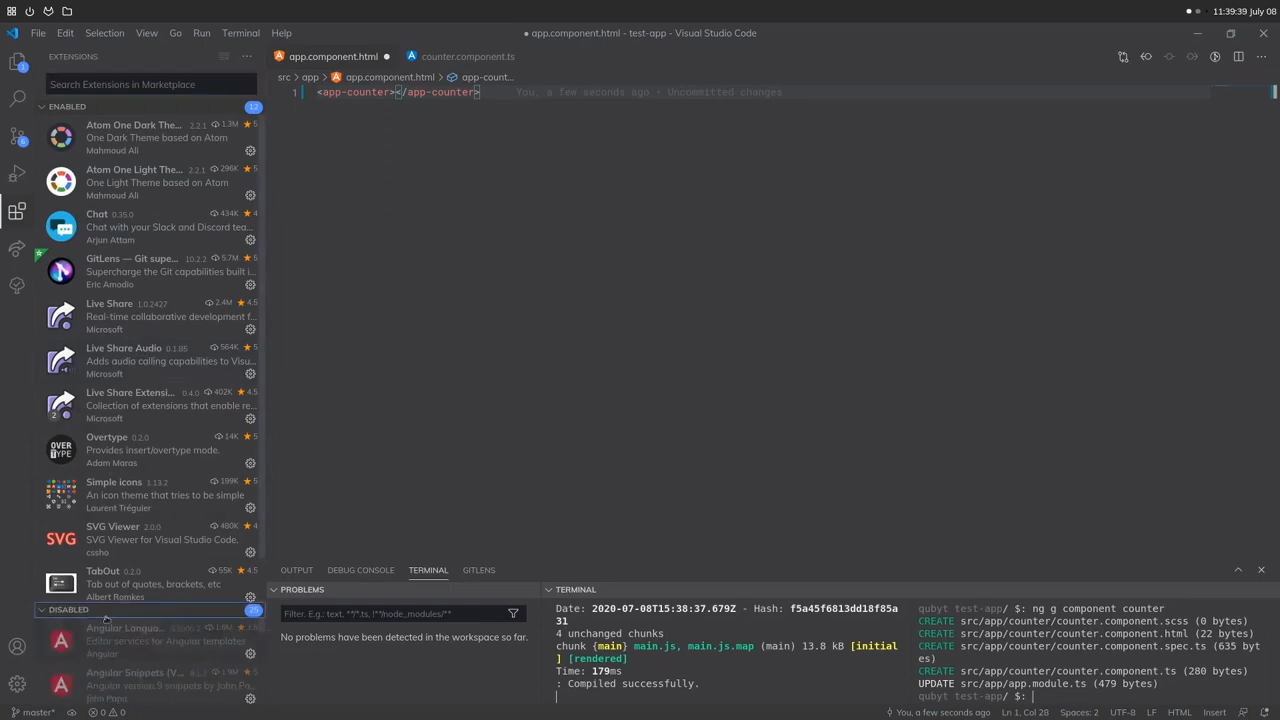 11:39:39 July 08
File Edit Selection View Go Run Terminal Help
● app.component.html - test-app - Visual Studio Code
EXTENSIONS
Search Extensions in Marketplace
ENABLED 12
Atom One Dark The... 2.2.1 1.3M 5
One Dark Theme based on Atom
Mahmoud Ali
Atom One Light The... 2.2.1 296K 5
One Light Theme based on Atom
Mahmoud Ali
Chat 0.35.0 434K 4
Chat with your Slack and Discord tea...
Arjun Attam
GitLens — Git supe... 10.2.2 5.7M 5
Supercharge the Git capabilities built i...
Eric Amodio
Live Share 1.0.2427 2.4M 4.5
Real-time collaborative development f...
Microsoft
Live Share Audio 0.1.85 564K 4.5
Adds audio calling capabilities to Visu...
Microsoft
Live Share Extensi... 0.4.0 402K 4.5
Collection of extensions that enable re...
Microsoft
2
Overtype 0.2.0 14K 5
Provides insert/overtype mode.
Adam Maras
OVER
TYPE
Simple icons 1.13.2 199K 5
An icon theme that tries to be simple
Laurent Tréguier
SVG Viewer 2.0.0 480K 4
SVG Viewer for Visual Studio Code.
cssho
SVG
TabOut 0.2.0 55K 4.5
Tab out of quotes, brackets, etc
Albert Romkes
DISABLED 25
Angular Langua... 1.6M
Editor services for Angular templates
Angular
Angular Snippets (V... 9.1.2 1.9M 5
Angular version 9 snippets by John Pa...
John Papa
1
6
app.component.html ● counter.component.ts
src › app › app.component.html › app-count...
1 <app-counter></app-counter> You, a few seconds ago • Uncommitted changes
OUTPUT DEBUG CONSOLE TERMINAL GITLENS
PROBLEMS
Filter. E.g.: text, **/*.ts, !**/node_modules/**
No problems have been detected in the workspace so far.
TERMINAL
Date: 2020-07-08T15:38:37.679Z - Hash: f5a45f6813dd18f85a
31
4 unchanged chunks
chunk {main} main.js, main.js.map (main) 13.8 kB [initial
] [rendered]
Time: 179ms
: Compiled successfully.
qubyt test-app/ $: ng g component counter
CREATE src/app/counter/counter.component.scss (0 bytes)
CREATE src/app/counter/counter.component.html (22 bytes)
CREATE src/app/counter/counter.component.spec.ts (635 byt
es)
CREATE src/app/counter/counter.component.ts (280 bytes)
UPDATE src/app/app.module.ts (479 bytes)
qubyt test-app/ $:
master* 0 0 You, a few seconds ago Ln 1, Col 28 Spaces: 2 UTF-8 LF HTML Insert